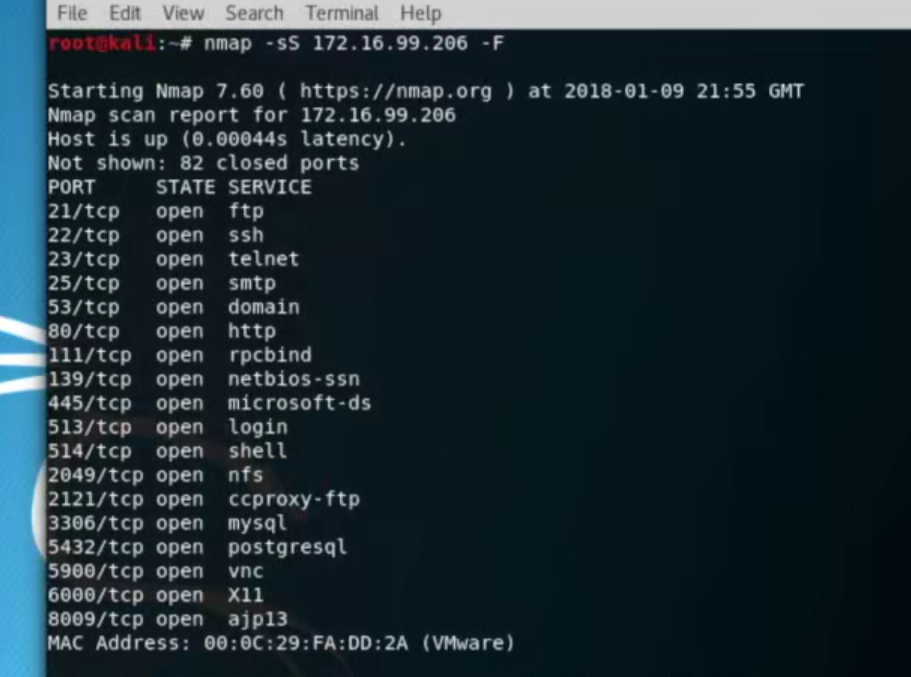 File Edit View Search Terminal Help
root@kali:~# nmap -sS 172.16.99.206 -F
Starting Nmap 7.60 ( https://nmap.org ) at 2018-01-09 21:55 GMT
Nmap scan report for 172.16.99.206
Host is up (0.00044s latency).
Not shown: 82 closed ports
PORT     STATE SERVICE
21/tcp   open  ftp
22/tcp   open  ssh
23/tcp   open  telnet
25/tcp   open  smtp
53/tcp   open  domain
80/tcp   open  http
111/tcp  open  rpcbind
139/tcp  open  netbios-ssn
445/tcp  open  microsoft-ds
513/tcp  open  login
514/tcp  open  shell
2049/tcp open  nfs
2121/tcp open  ccproxy-ftp
3306/tcp open  mysql
5432/tcp open  postgresql
5900/tcp open  vnc
6000/tcp open  X11
8009/tcp open  ajp13
MAC Address: 00:0C:29:FA:DD:2A (VMware)